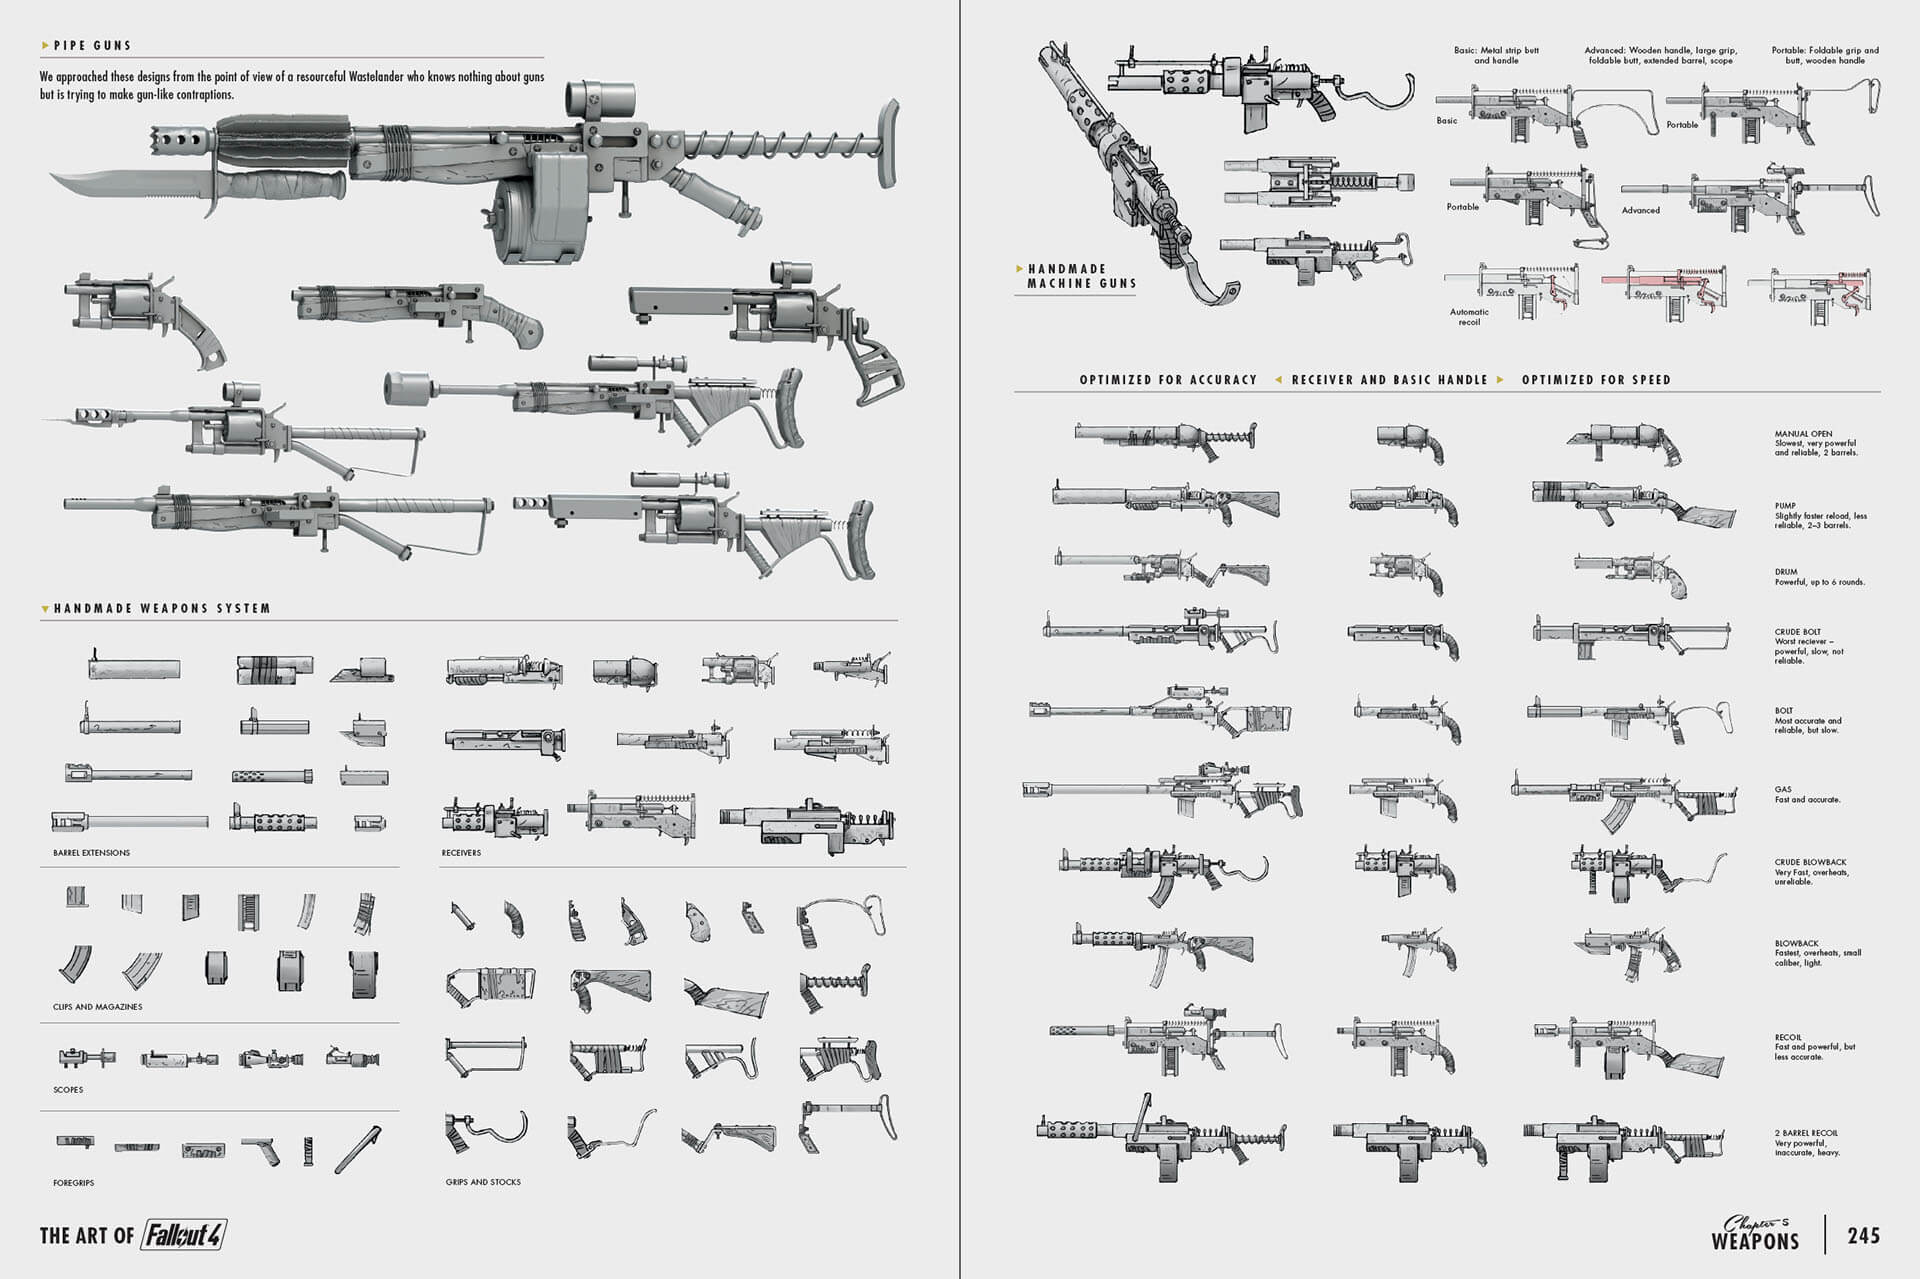 PIPE GUNS
We approached these designs from the point of view of a resourceful Wastelander who knows nothing about guns
but is trying to make gun-like contraptions.
HANDMADE WEAPONS SYSTEM
BARREL EXTENSIONS
RECEIVERS
CLIPS AND MAGAZINES
SCOPES
FOREGRIPS
GRIPS AND STOCKS
THE ART OF Fallout 4
HANDMADE
MACHINE GUNS
Basic: Metal strip butt
and handle
Advanced: Wooden handle, large grip,
foldable butt, extended barrel, scope
Portable: Foldable grip and
butt, wooden handle
Basic
Portable
Portable
Advanced
Automatic
recoil
OPTIMIZED FOR ACCURACY
RECEIVER AND BASIC HANDLE
OPTIMIZED FOR SPEED
MANUAL OPEN
Slowest, very powerful
and reliable, 2 barrels.
PUMP
Slightly faster reload, less
reliable, 2–3 barrels.
DRUM
Powerful, up to 6 rounds.
CRUDE BOLT
Worst reciever –
powerful, slow, not
reliable.
BOLT
Most accurate and
reliable, but slow.
GAS
Fast and accurate.
CRUDE BLOWBACK
Very Fast, overheats,
unreliable.
BLOWBACK
Fastest, overheats, small
caliber, light.
RECOIL
Fast and powerful, but
less accurate.
2 BARREL RECOIL
Very powerful,
inaccurate, heavy.
Chapter 5
WEAPONS
245